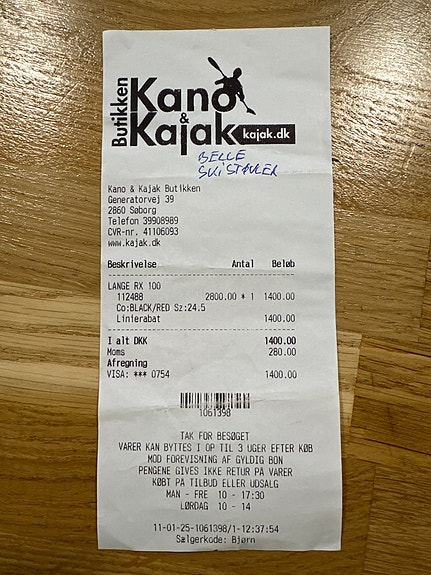 Butikken
Kano
&
Kajak
kajak.dk
BELLE
SKISTØVLER
Kano & Kajak Butikken
Generatorvej 39
2860 Søborg
Telefon 39908989
CVR-nr. 41106093
www.kajak.dk
Beskrivelse Antal Beløb
LANGE RX 100
112488 2800.00 * 1 1400.00
Co:BLACK/RED Sz:24.5
Linierabat 1400.00
I alt DKK 1400.00
Moms 280.00
Afregning
VISA: *** 0754 1400.00
1061398
TAK FOR BESØGET
VARER KAN BYTTES I OP TIL 3 UGER EFTER KØB
MOD FOREVISNING AF GYLDIG BON
PENGENE GIVES IKKE RETUR PÅ VARER
KØBT PÅ TILBUD ELLER UDSALG
MAN - FRE 10 - 17:30
LØRDAG 10 - 14
11-01-25-1061398/1-12:37:54
Sælgerkode: Bjørn